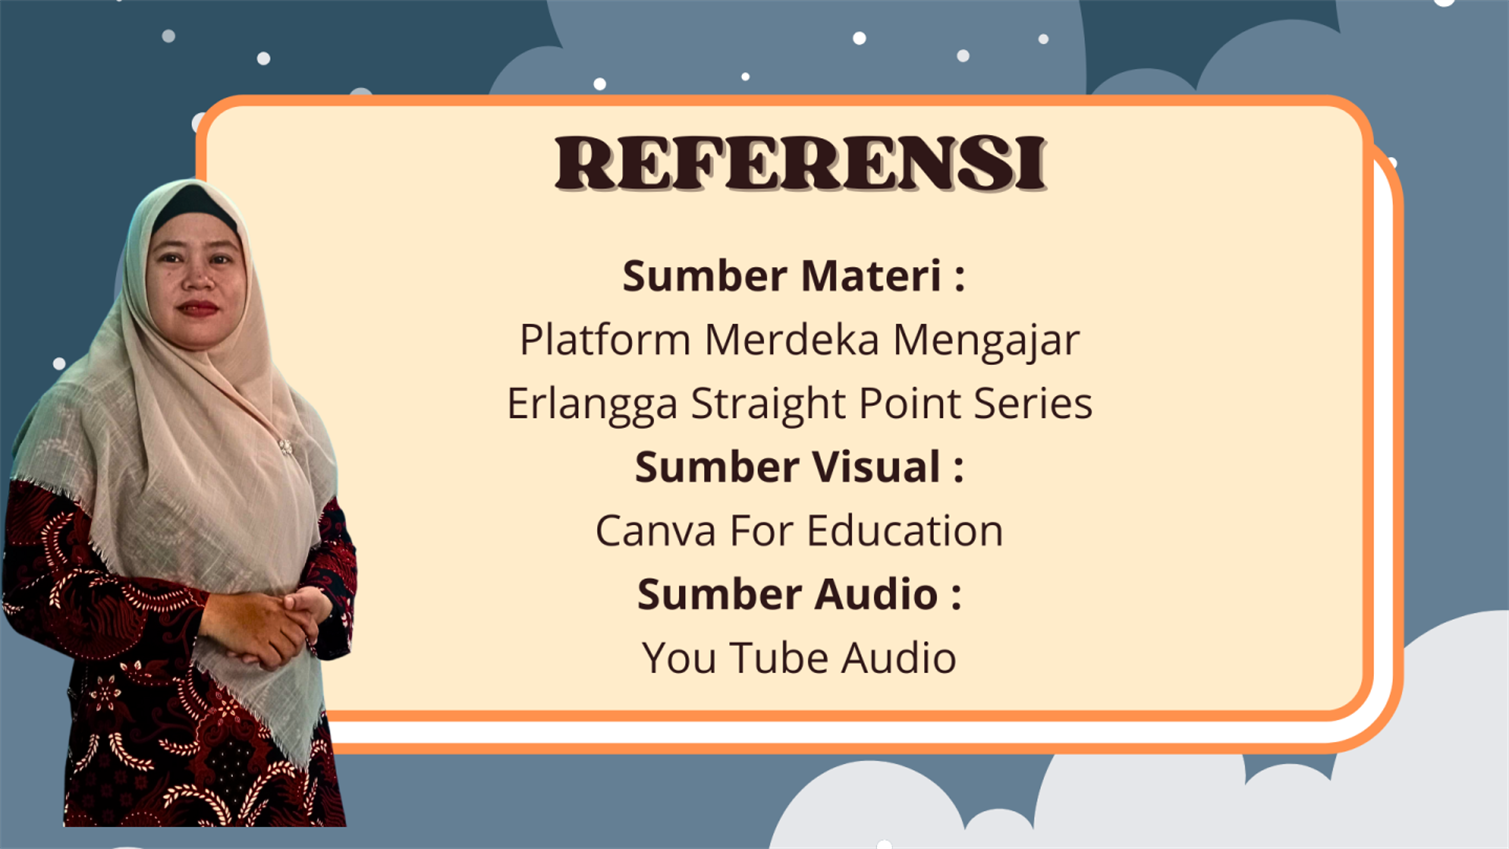 REFERENSI
Sumber Materi :
Platform Merdeka Mengajar
Erlangga Straight Point Series
Sumber Visual :
Canva For Education
Sumber Audio :
You Tube Audio